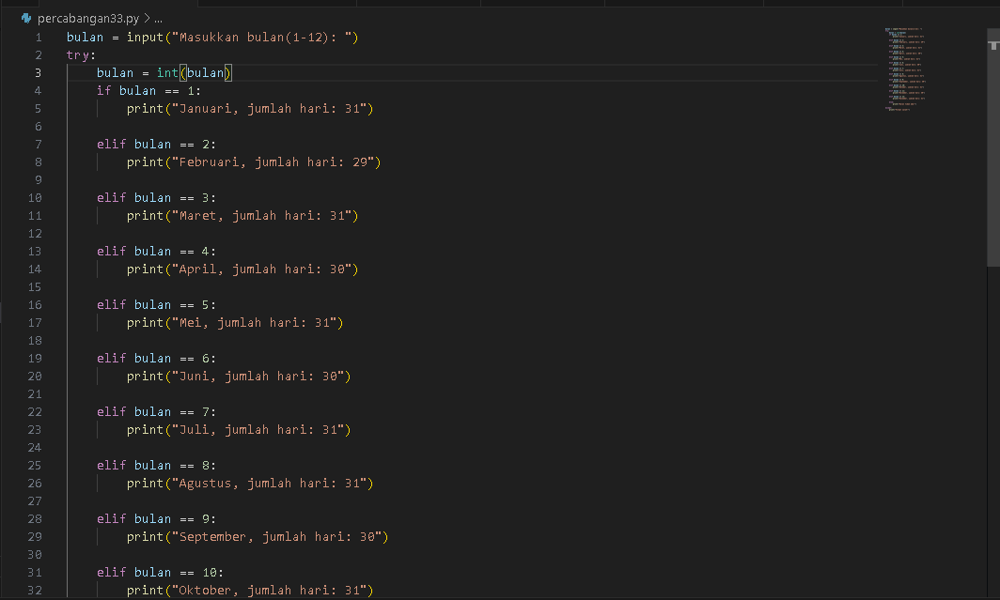 percabangan33.py > ...
1 bulan = input("Masukkan bulan(1-12): ")
2 try:
3     bulan = int(bulan)
4     if bulan == 1:
5         print("Januari, jumlah hari: 31")
6
7     elif bulan == 2:
8         print("Februari, jumlah hari: 29")
9
10     elif bulan == 3:
11         print("Maret, jumlah hari: 31")
12
13     elif bulan == 4:
14         print("April, jumlah hari: 30")
15
16     elif bulan == 5:
17         print("Mei, jumlah hari: 31")
18
19     elif bulan == 6:
20         print("Juni, jumlah hari: 30")
21
22     elif bulan == 7:
23         print("Juli, jumlah hari: 31")
24
25     elif bulan == 8:
26         print("Agustus, jumlah hari: 31")
27
28     elif bulan == 9:
29         print("September, jumlah hari: 30")
30
31     elif bulan == 10:
32         print("Oktober, jumlah hari: 31")